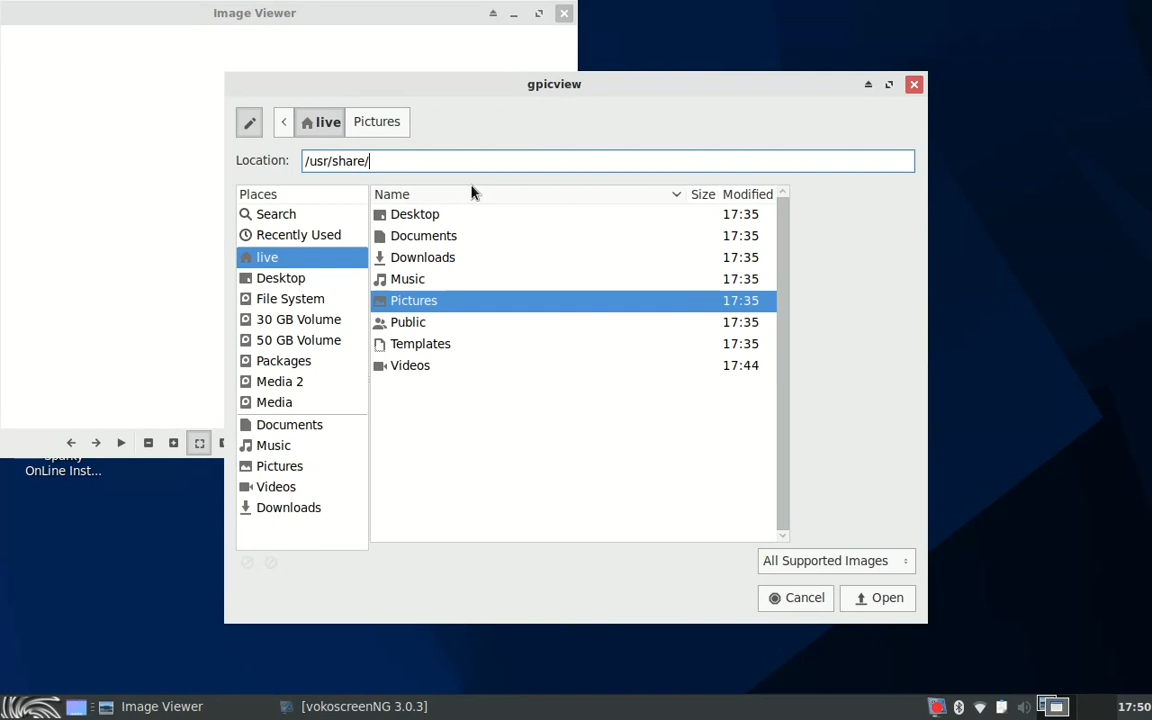 Image Viewer
gpicview
live
Pictures
Location:
/usr/share/
Places
Search
Recently Used
live
Desktop
File System
30 GB Volume
50 GB Volume
Packages
Media 2
Media
Documents
Music
Pictures
Videos
Downloads
Name Size Modified
Desktop 17:35
Documents 17:35
Downloads 17:35
Music 17:35
Pictures 17:35
Public 17:35
Templates 17:35
Videos 17:44
All Supported Images
Cancel Open
OnLine Inst...
Image Viewer
[vokoscreenNG 3.0.3]
17:50